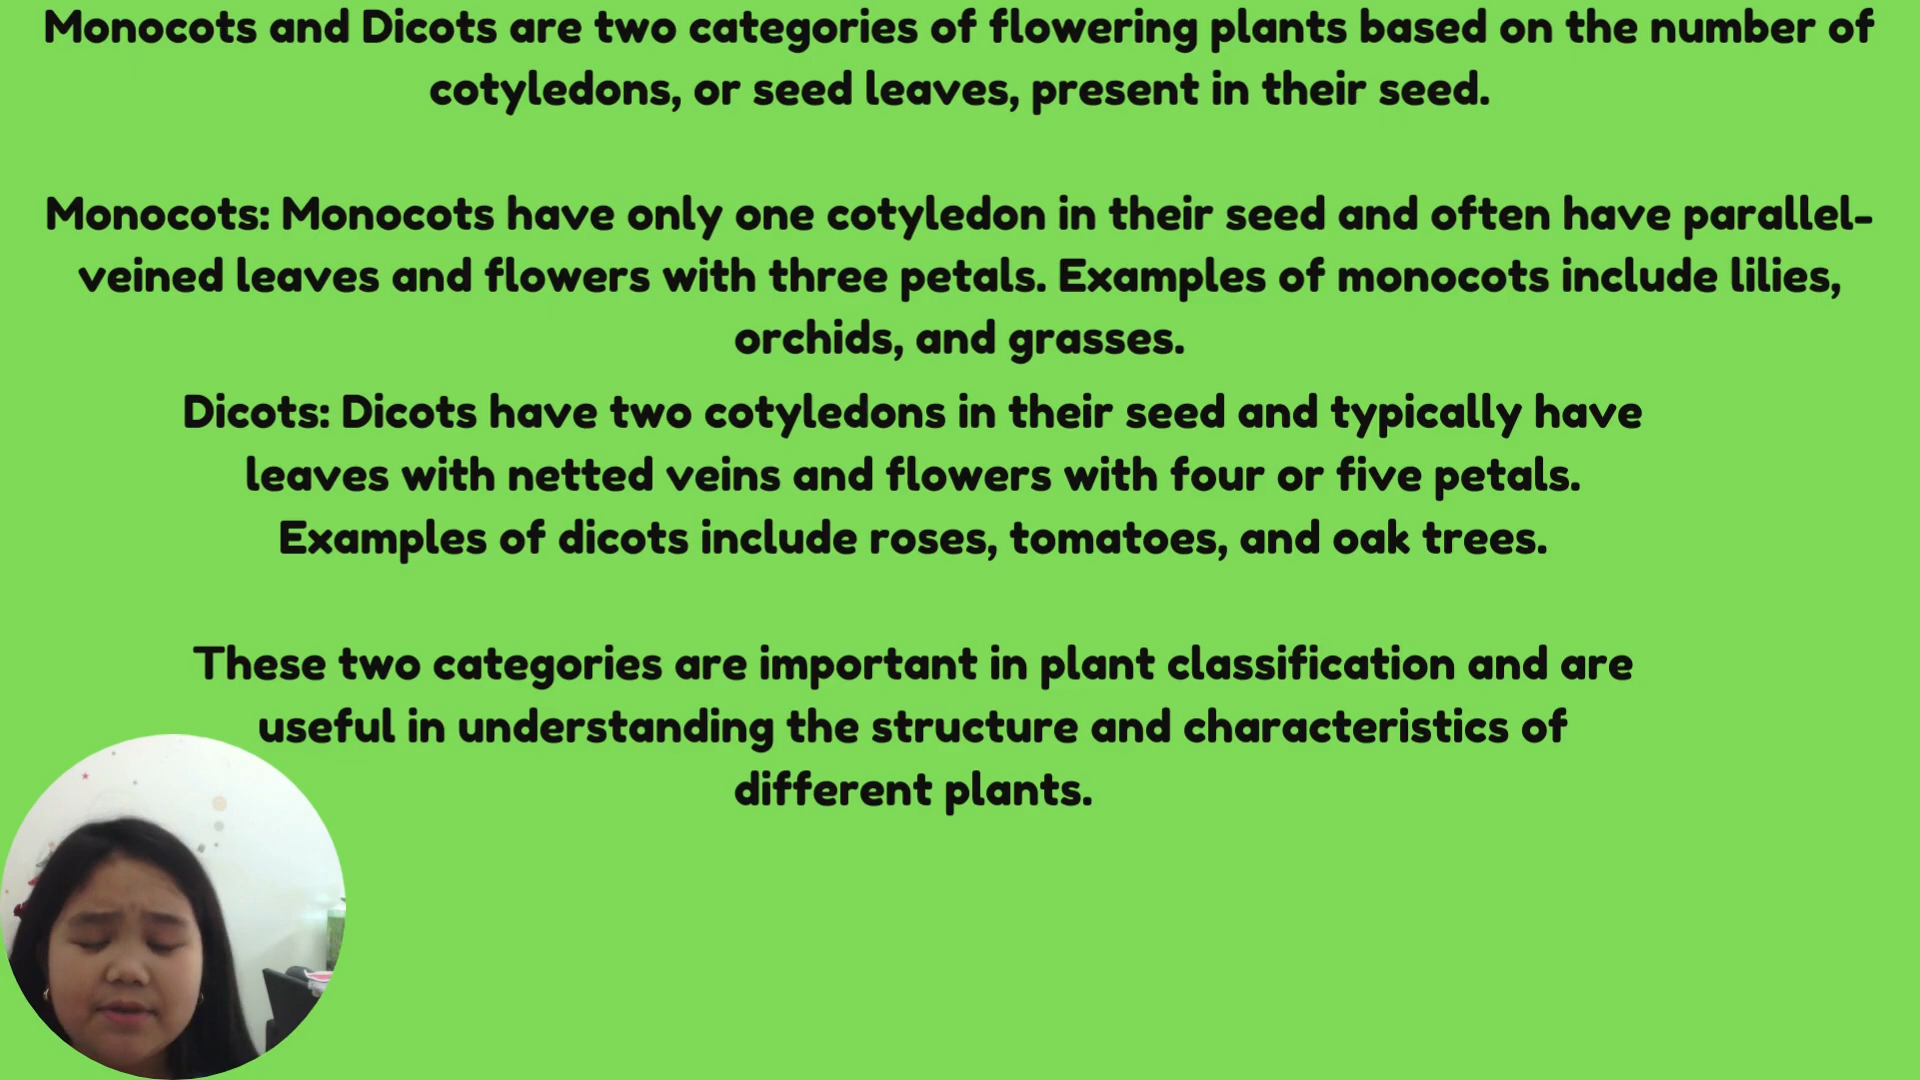 Monocots and Dicots are two categories of flowering plants based on the number of
cotyledons, or seed leaves, present in their seed.
Monocots: Monocots have only one cotyledon in their seed and often have parallel-
veined leaves and flowers with three petals. Examples of monocots include lilies,
orchids, and grasses.
Dicots: Dicots have two cotyledons in their seed and typically have
leaves with netted veins and flowers with four or five petals.
Examples of dicots include roses, tomatoes, and oak trees.
These two categories are important in plant classification and are
useful in understanding the structure and characteristics of
different plants.